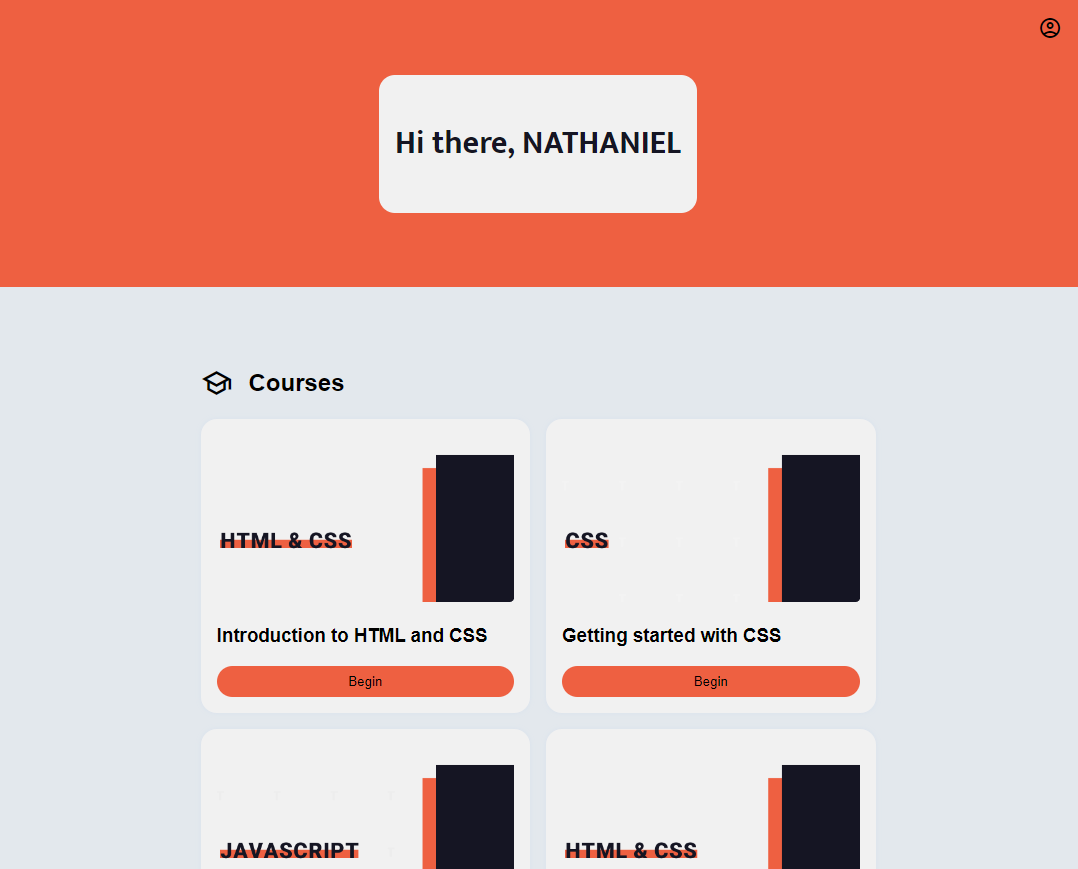 Hi there, NATHANIEL
Courses
HTML & CSS
CSS
Introduction to HTML and CSS
Getting started with CSS
Begin
Begin
JAVASCRIPT
HTML & CSS